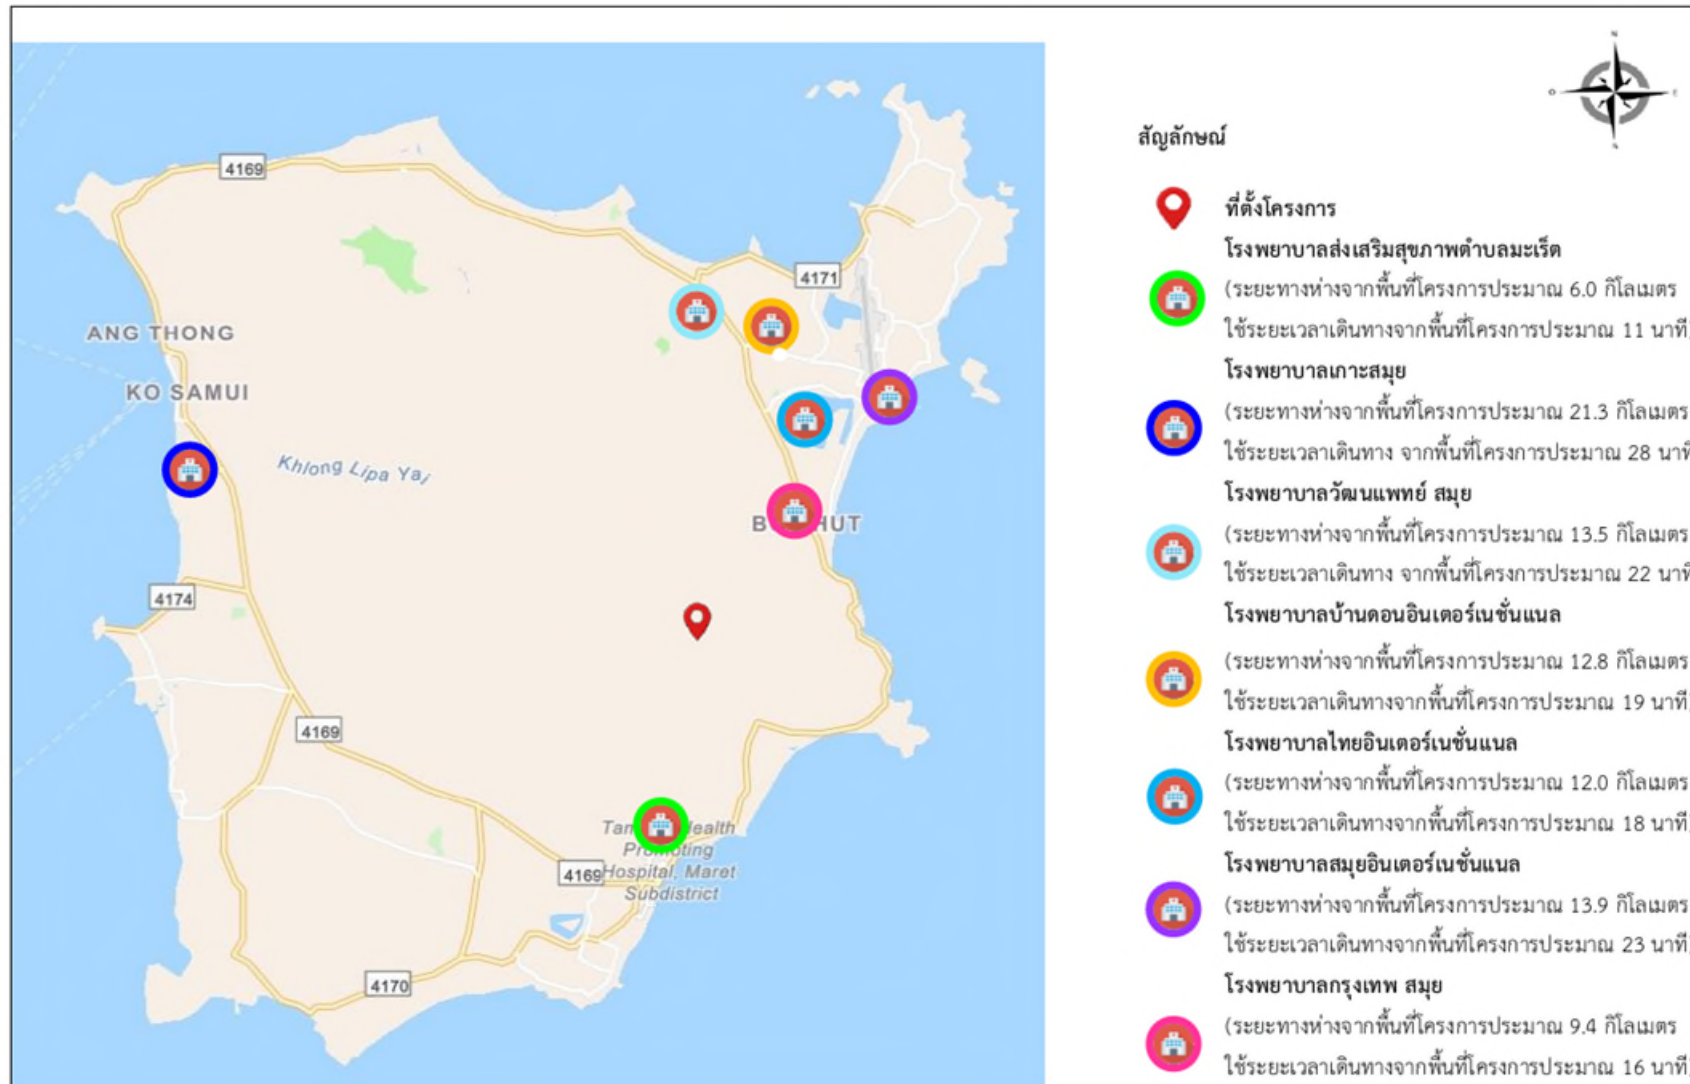 4169
4171
ANG THONG
KO SAMUI
Khlong Lipa Yai
4174
4169
Health
Hospital, Maret
Subdistrict
4169
4170
N
O
E
S
สัญลักษณ์
ที่ตั้งโครงการ
โรงพยาบาลส่งเสริมสุขภาพตำบลมะเร็ต
(ระยะทางห่างจากพื้นที่โครงการประมาณ 6.0 กิโลเมตร
ใช้ระยะเวลาเดินทางจากพื้นที่โครงการประมาณ 11 นาที)
โรงพยาบาลเกาะสมุย
(ระยะทางห่างจากพื้นที่โครงการประมาณ 21.3 กิโลเมตร
ใช้ระยะเวลาเดินทาง จากพื้นที่โครงการประมาณ 28 นาที
โรงพยาบาลวัฒนแพทย์ สมุย
(ระยะทางห่างจากพื้นที่โครงการประมาณ 13.5 กิโลเมตร
ใช้ระยะเวลาเดินทาง จากพื้นที่โครงการประมาณ 22 นาที
โรงพยาบาลบ้านดอนอินเตอร์เนชั่นแนล
(ระยะทางห่างจากพื้นที่โครงการประมาณ 12.8 กิโลเมตร
ใช้ระยะเวลาเดินทางจากพื้นที่โครงการประมาณ 19 นาที)
โรงพยาบาลไทยอินเตอร์เนชั่นแนล
(ระยะทางห่างจากพื้นที่โครงการประมาณ 12.0 กิโลเมตร
ใช้ระยะเวลาเดินทางจากพื้นที่โครงการประมาณ 18 นาที)
โรงพยาบาลสมุยอินเตอร์เนชั่นแนล
(ระยะทางห่างจากพื้นที่โครงการประมาณ 13.9 กิโลเมตร
ใช้ระยะเวลาเดินทางจากพื้นที่โครงการประมาณ 23 นาที)
โรงพยาบาลกรุงเทพ สมุย
(ระยะทางห่างจากพื้นที่โครงการประมาณ 9.4 กิโลเมตร
ใช้ระยะเวลาเดินทางจากพื้นที่โครงการประมาณ 16 นาที)